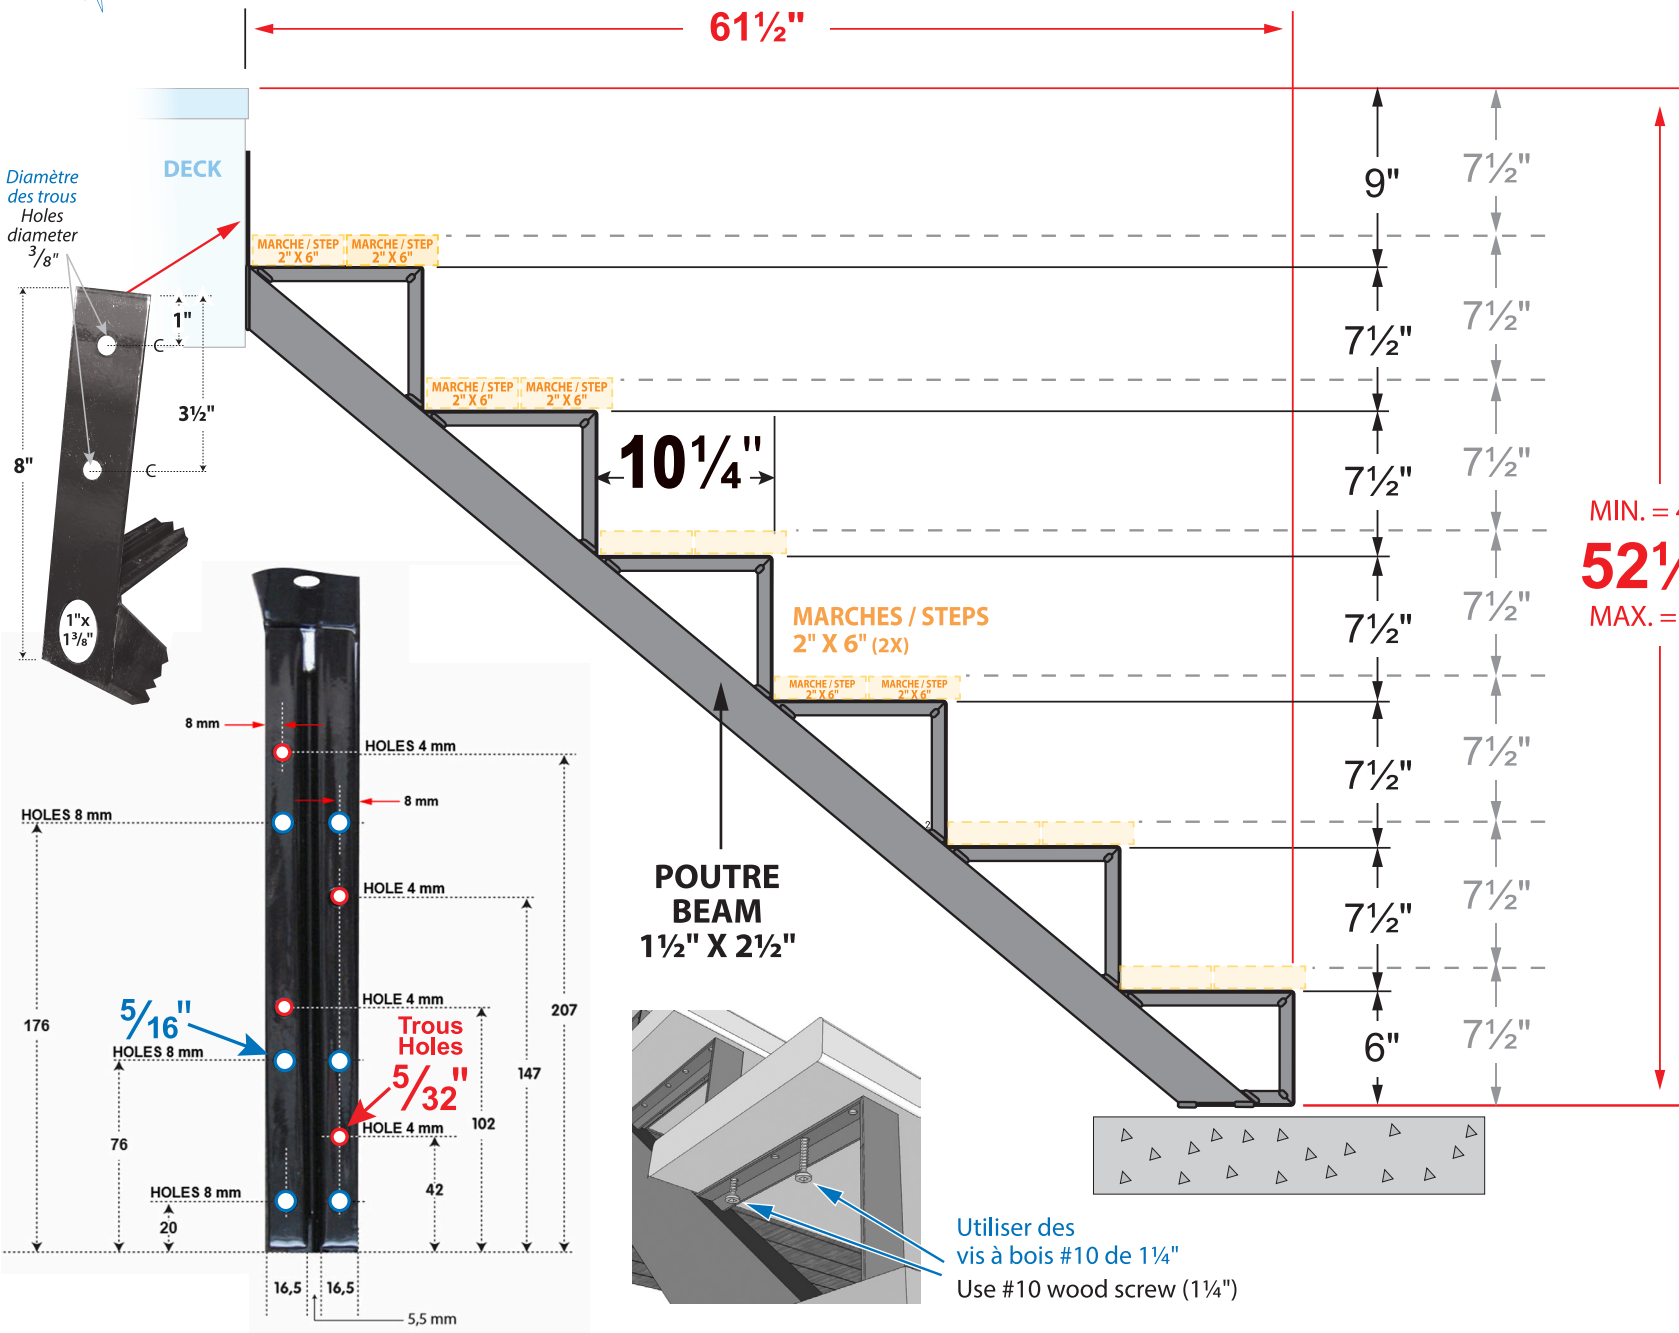 61½"
DECK
Diamètre
des trous
Holes
diameter
3/8"
1"
C
3½"
C
8"
1"x
1 3/8"
MARCHE / STEP
2" X 6"
MARCHE / STEP
2" X 6"
MARCHE / STEP
2" X 6"
MARCHE / STEP
2" X 6"
10¼"
MARCHES / STEPS
2" X 6" (2X)
MARCHE / STEP
2" X 6"
MARCHE / STEP
2" X 6"
2
POUTRE
BEAM
1½" X 2½"
9"
7½"
7½"
7½"
7½"
7½"
6"
7½"
7½"
7½"
7½"
7½"
7½"
7½"
MIN. =
52
MAX. =
8 mm
HOLES 4 mm
8 mm
HOLES 8 mm
HOLE 4 mm
HOLE 4 mm
5/16"
HOLES 8 mm
Trous
Holes
5/32"
HOLE 4 mm
HOLES 8 mm
176
76
20
42
102
147
207
16,5
16,5
5,5 mm
Utiliser des
vis à bois #10 de 1¼"
Use #10 wood screw (1¼")